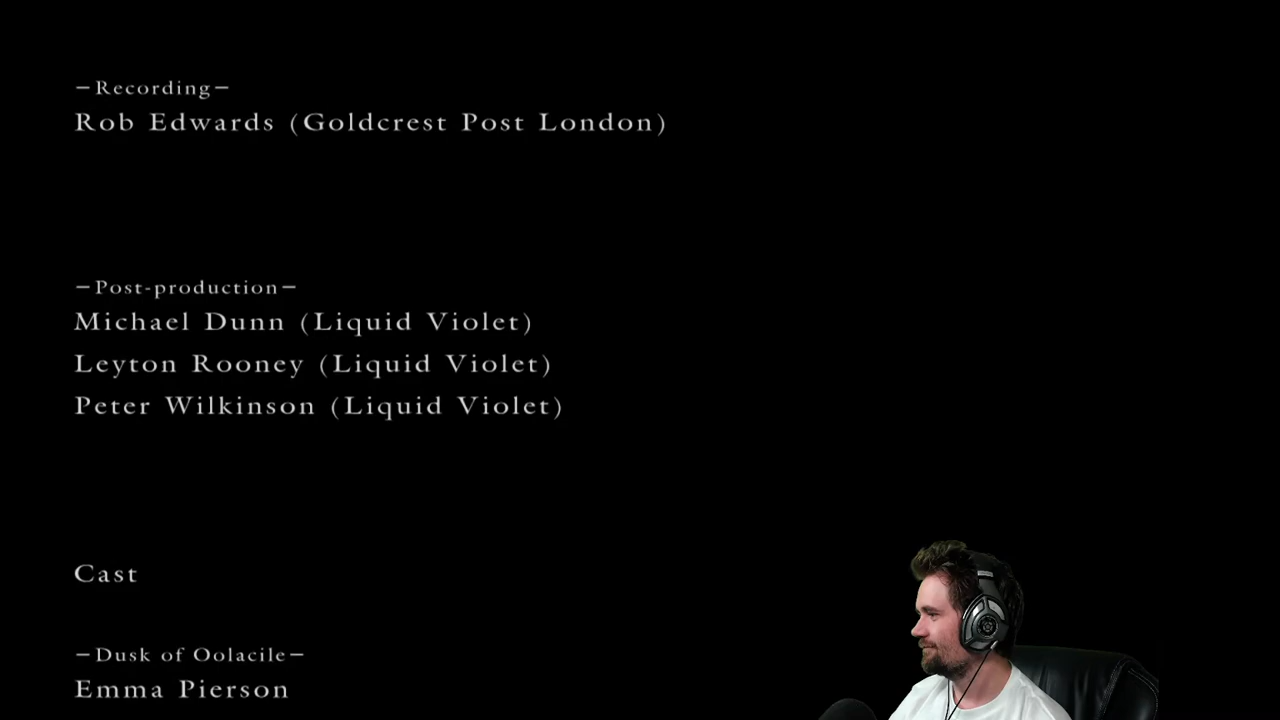 —Recording—
Rob Edwards (Goldcrest Post London)
—Post-production—
Michael Dunn (Liquid Violet)
Leyton Rooney (Liquid Violet)
Peter Wilkinson (Liquid Violet)
Cast
—Dusk of Oolacile—
Emma Pierson